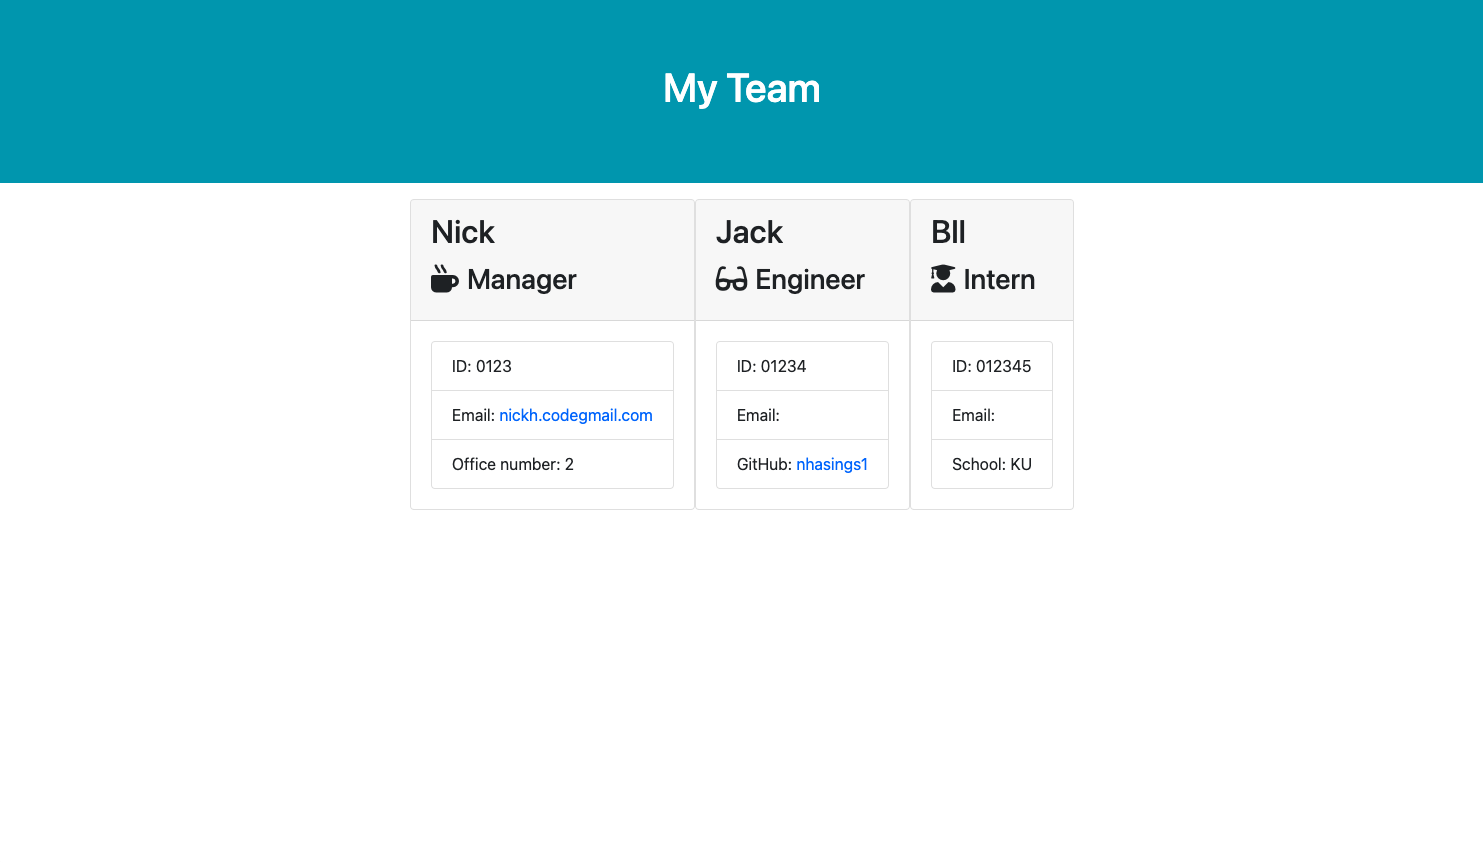 My Team
Nick
Manager
ID: 0123
Email: nickh.codegmail.com
Office number: 2
Jack
Engineer
ID: 01234
Email:
GitHub: nhasings1
Bll
Intern
ID: 012345
Email:
School: KU